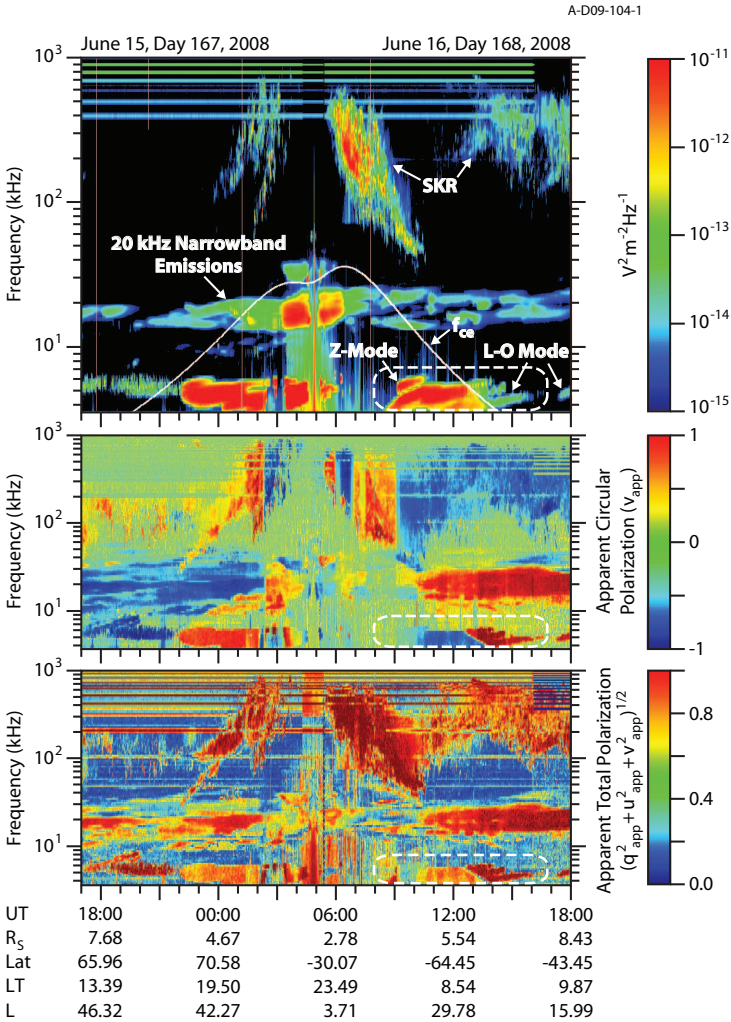 A-D09-104-1
June 15, Day 167, 2008 June 16, Day 168, 2008
Frequency (kHz)
10³
10²
10¹
SKR
20 kHz Narrowband
Emissions
f_ce
Z-Mode
L-O Mode
10⁻¹¹
10⁻¹²
10⁻¹³
10⁻¹⁴
10⁻¹⁵
V² m⁻² Hz⁻¹
Frequency (kHz)
10³
10²
10¹
1
0
-1
Apparent Circular
Polarization (v_app)
Frequency (kHz)
10³
10²
10¹
0.8
0.4
0.0
Apparent Total Polarization
(q²_app + u²_app + v²_app)^1/2
UT 18:00 00:00 06:00 12:00 18:00
R_S 7.68 4.67 2.78 5.54 8.43
Lat 65.96 70.58 -30.07 -64.45 -43.45
LT 13.39 19.50 23.49 8.54 9.87
L 46.32 42.27 3.71 29.78 15.99